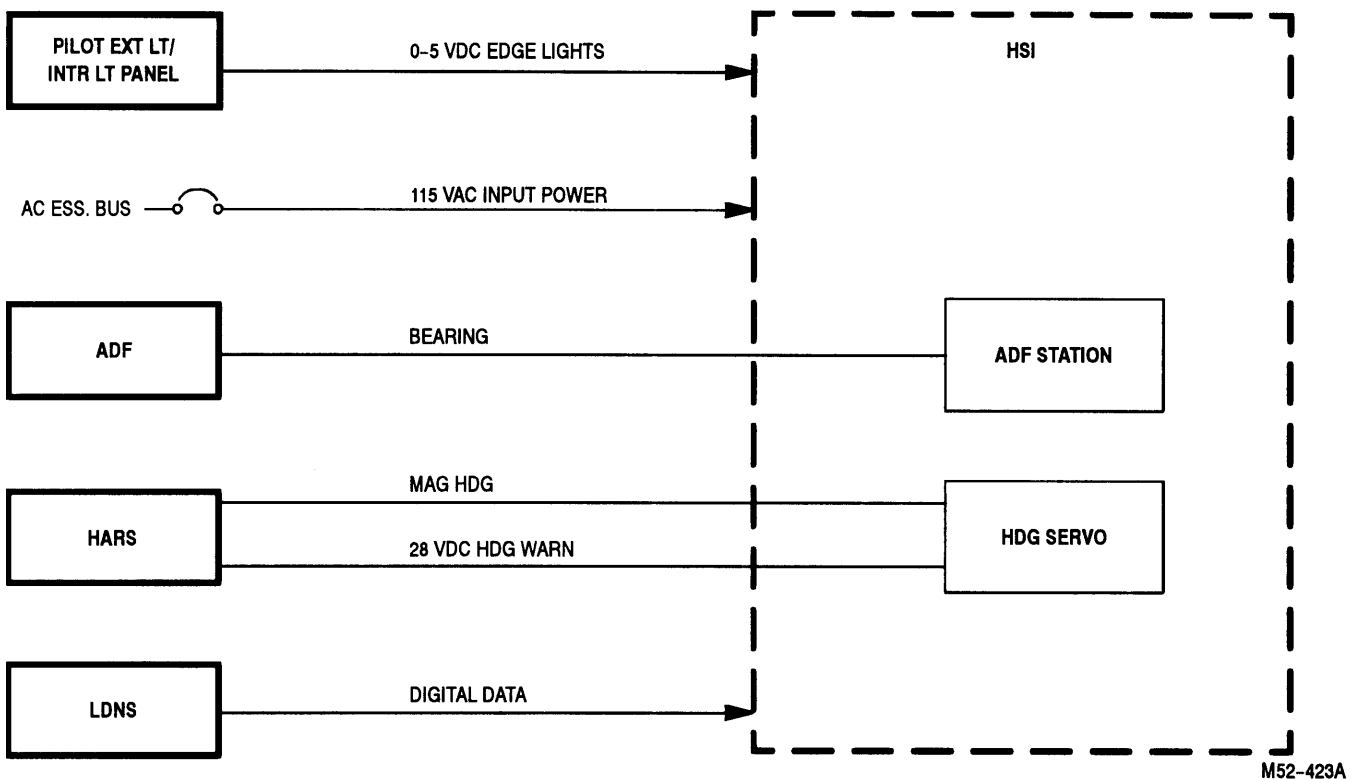 PILOT EXT LT/
INTR LT PANEL
0–5 VDC EDGE LIGHTS
HSI
AC ESS. BUS
115 VAC INPUT POWER
ADF
BEARING
ADF STATION
HARS
MAG HDG
28 VDC HDG WARN
HDG SERVO
LDNS
DIGITAL DATA
M52–423A